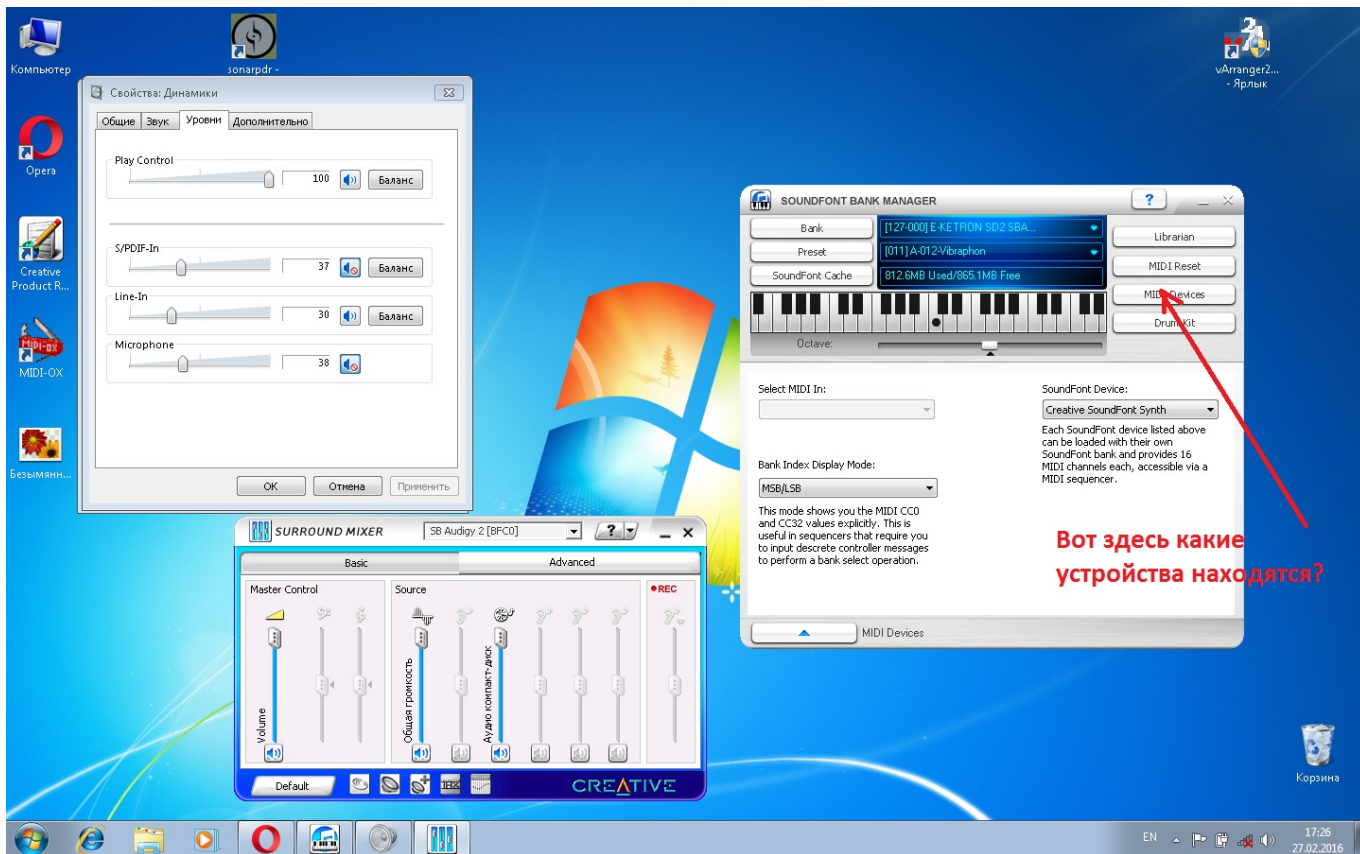 Компьютер
sonarpdr -
vArranger2...
- Ярлык
Opera
Creative
Product R...
MIDI-OX
MIDI-OX
Безымянн...
Свойства: Динамики
Общие Звук Уровни Дополнительно
Play Control
100 Баланс
S/PDIF-In
37 Баланс
Line-In
30 Баланс
Microphone
38
ОК Отмена Применить
SURROUND MIXER SB Audigy 2 [BFC0] ?
Basic Advanced
Master Control Source REC
Volume
Общая громкость
Аудио компакт-диск
Default THX CREATIVE
SOUNDFONT BANK MANAGER ?
Bank [127-000] E-KETRON SD2 SBA... Librarian
Preset [011] A-012-Vibraphon MIDI Reset
SoundFont Cache 812.6MB Used/865.1MB Free MIDI Devices
Drum Kit
Octave:
Select MIDI In:
Bank Index Display Mode:
MSB/LSB
This mode shows you the MIDI CC0
and CC32 values explicitly. This is
useful in sequencers that require you
to input discrete controller messages
to perform a bank select operation.
SoundFont Device:
Creative SoundFont Synth
Each SoundFont device listed above
can be loaded with their own
SoundFont bank and provides 16
MIDI channels each, accessible via a
MIDI sequencer.
Вот здесь какие
устройства находятся?
MIDI Devices
Корзина
EN 17:26
27.02.2016